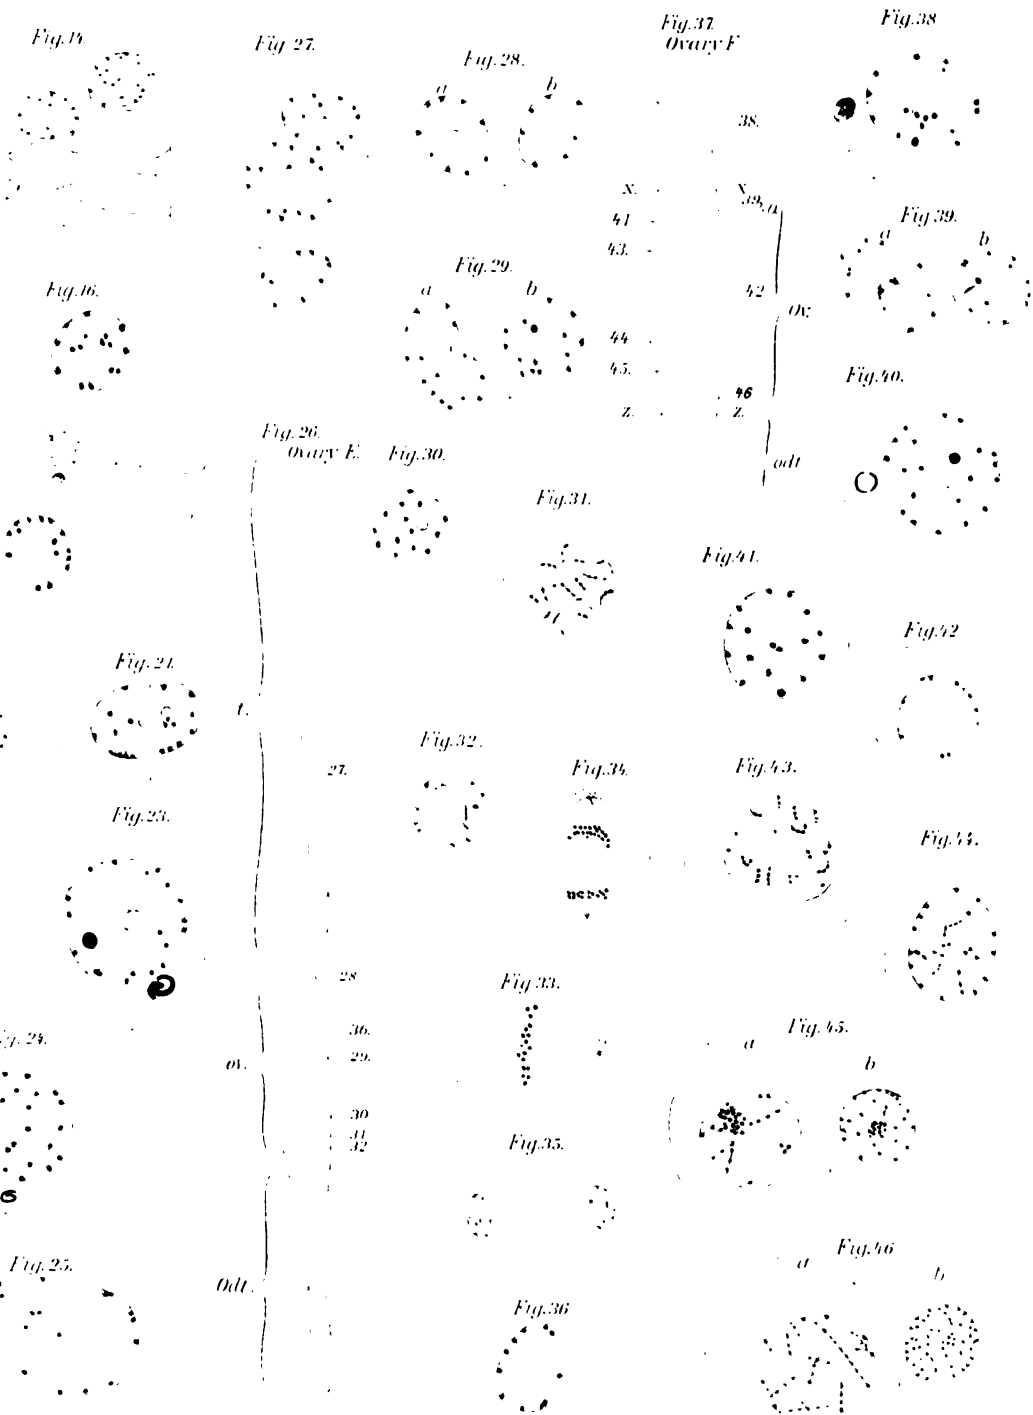 Fig. 14.
Fig. 27.
Fig. 28.
a
b
Fig. 37.
Ovary F
Fig. 38
38.
x.
x.
39, 40.
41
43.
42
Ov.
44
45.
46
z.
z.
odt
Fig. 39.
a
b
Fig. 16.
Fig. 29.
a
b
Fig. 40.
Fig. 26.
Ovary E.
Fig. 30.
Fig. 31.
Fig. 41.
Fig. 42
Fig. 21.
t.
27.
Fig. 32.
Fig. 34.
Fig. 43.
Fig. 23.
Fig. 44.
28
36.
29.
ov.
30
31
32
Fig. 33.
Fig. 45.
a
b
24.
Fig. 35.
Fig. 25.
Odt.
Fig. 36
Fig. 46
a
b